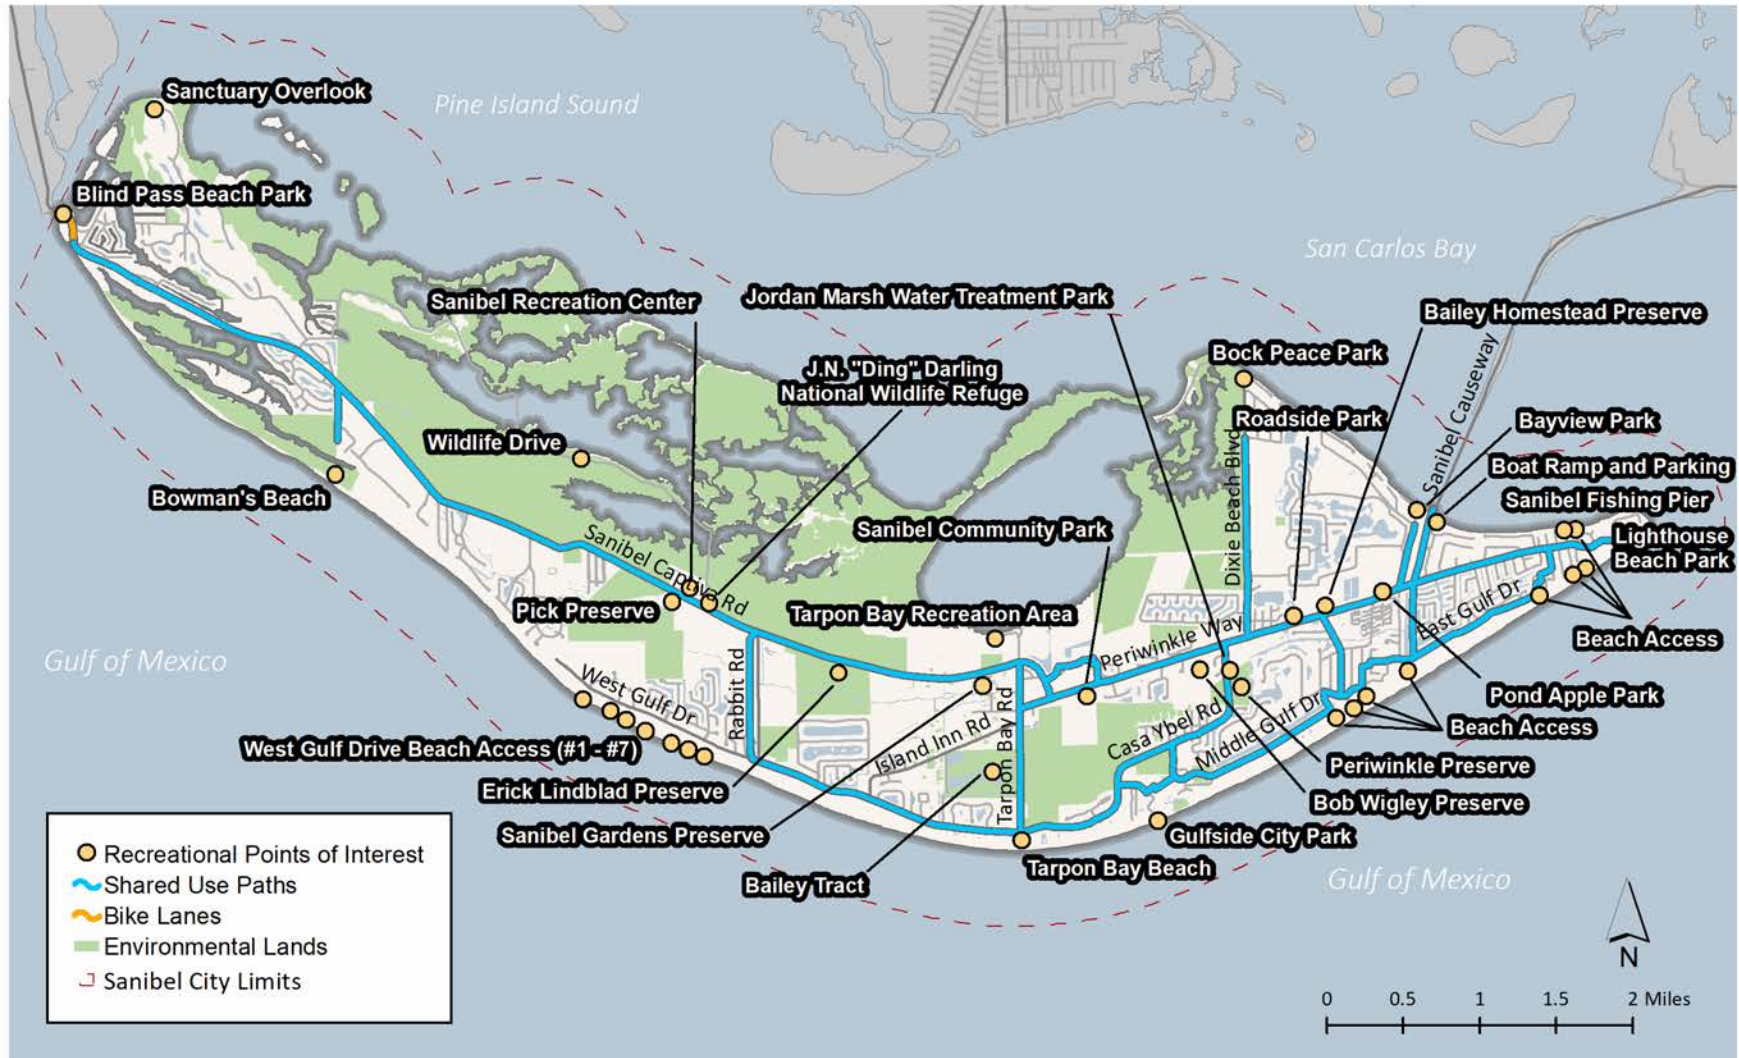 Sanctuary Overlook
Pine Island Sound
Blind Pass Beach Park
San Carlos Bay
Sanibel Recreation Center
Jordan Marsh Water Treatment Park
Bailey Homestead Preserve
J.N. "Ding" Darling
National Wildlife Refuge
Bock Peace Park
Sanibel Causeway
Roadside Park
Bayview Park
Wildlife Drive
Boat Ramp and Parking
Bowman's Beach
Sanibel Fishing Pier
Sanibel Community Park
Dixie Beach Blvd
Lighthouse
Beach Park
Sanibel Captiva Rd
Pick Preserve
Tarpon Bay Recreation Area
Periwinkle Way
East Gulf Dr
Beach Access
Gulf of Mexico
West Gulf Dr
Rabbit Rd
Tarpon Bay Rd
Island Inn Rd
Casa Ybel Rd
Middle Gulf Dr
Pond Apple Park
Beach Access
West Gulf Drive Beach Access (#1 - #7)
Periwinkle Preserve
Erick Lindblad Preserve
Bob Wigley Preserve
Sanibel Gardens Preserve
Gulfside City Park
Tarpon Bay Beach
Bailey Tract
Gulf of Mexico
Recreational Points of Interest
Shared Use Paths
Bike Lanes
Environmental Lands
Sanibel City Limits
N
0 0.5 1 1.5 2 Miles